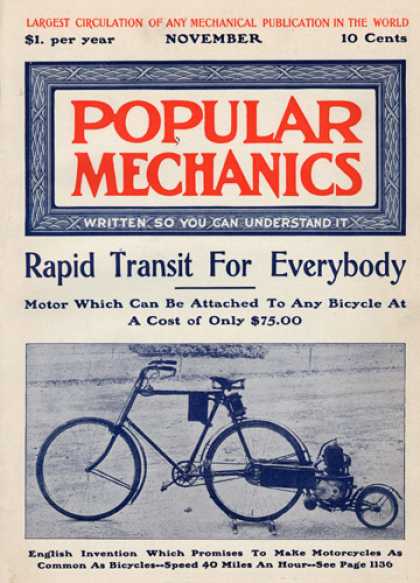 LARGEST CIRCULATION OF ANY MECHANICAL PUBLICATION IN THE WORLD
$1. per year NOVEMBER 10 Cents
POPULAR
MECHANICS
WRITTEN SO YOU CAN UNDERSTAND IT
Rapid Transit For Everybody
Motor Which Can Be Attached To Any Bicycle At
A Cost of Only $75.00
English Invention Which Promises To Make Motorcycles As
Common As Bicycles--Speed 40 Miles An Hour--See Page 1136